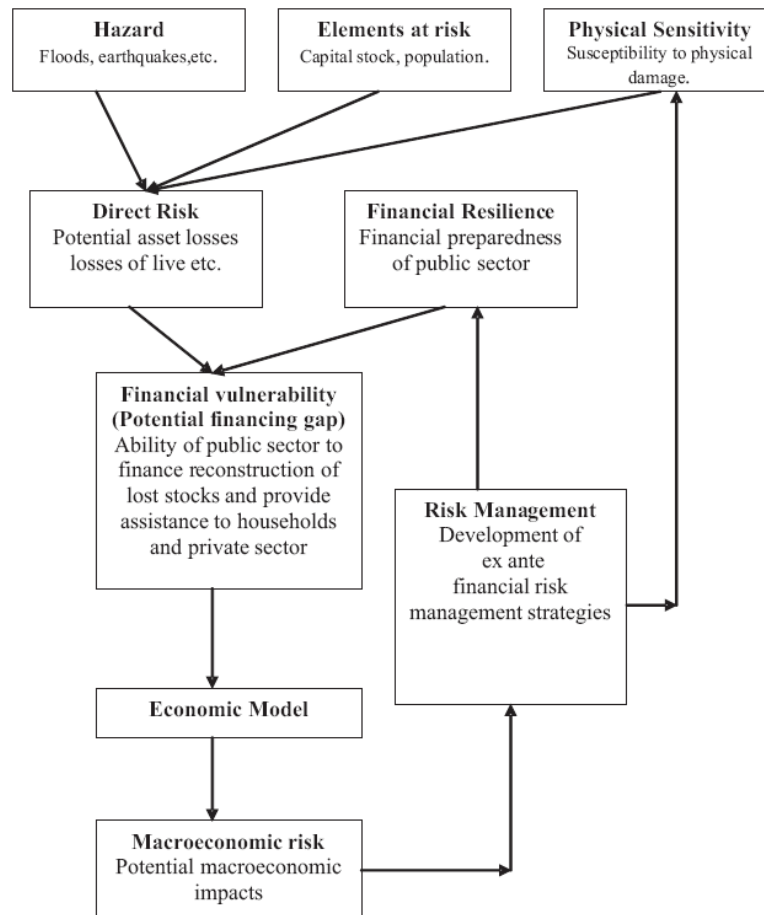 Hazard
Floods, earthquakes,etc.
Elements at risk
Capital stock, population.
Physical Sensitivity
Susceptibility to physical
damage.
Direct Risk
Potential asset losses
losses of live etc.
Financial Resilience
Financial preparedness
of public sector
Financial vulnerability
(Potential financing gap)
Ability of public sector to
finance reconstruction of
lost stocks and provide
assistance to households
and private sector
Risk Management
Development of
ex ante
financial risk
management strategies
Economic Model
Macroeconomic risk
Potential macroeconomic
impacts